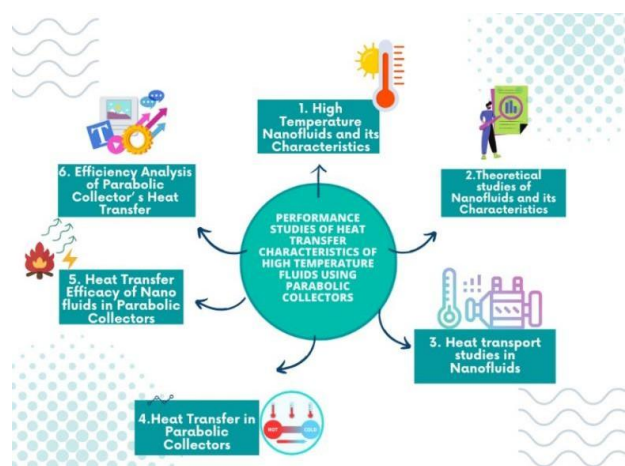 1. High
Temperature
Nanofluids and its
Characteristics
2.Theoretical
studies of
Nanofluids and its
Characteristics
3. Heat transport
studies in
Nanofluids
4.Heat Transfer in
Parabolic
Collectors
HOT
COLD
5. Heat Transfer
Efficacy of Nano
fluids in Parabolic
Collectors
6. Efficiency Analysis
of Parabolic
Collector's Heat
Transfer
T
PERFORMANCE
STUDIES OF HEAT
TRANSFER
CHARACTERISTICS OF
HIGH TEMPERATURE
FLUIDS USING
PARABOLIC
COLLECTORS